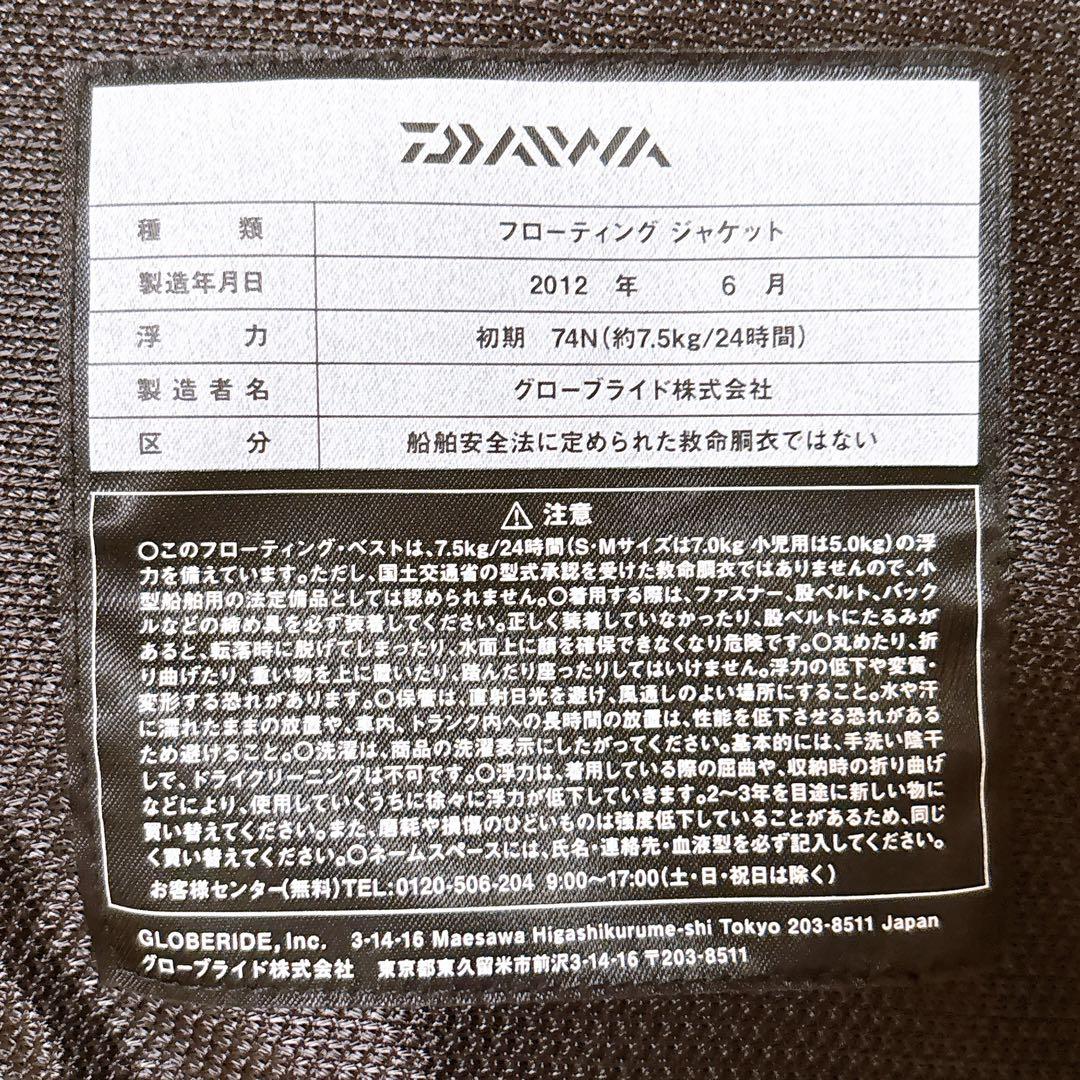 DAIWA
種類 フローティング ジャケット
製造年月日 2012 年 6 月
浮力 初期 74N(約7.5kg/24時間)
製造者名 グローブライド株式会社
区分 船舶安全法に定められた救命胴衣ではない
⚠ 注意
○このフローティング・ベストは、7.5kg/24時間(S・Mサイズは7.0kg 小児用は5.0kg)の浮
力を備えています。ただし、国土交通省の型式承認を受けた救命胴衣ではありませんので、小
型船舶用の法定備品としては認められません。○着用する際は、ファスナー、股ベルト、バック
ルなどの締め具を必ず装着してください。正しく装着していなかったり、股ベルトにたるみが
あると、転落時に脱げてしまったり、水面上に顔を確保できなくなり危険です。○丸めたり、折
り曲げたり、重い物を上に置いたり、踏んだり座ったりしてはいけません。浮力の低下や変質・
変形する恐れがあります。○保管は、直射日光を避け、風通しのよい場所にすること。水や汗
に濡れたままの放置や、車内、トランク内への長時間の放置は、性能を低下させる恐れがある
ため避けること。○洗濯は、商品の洗濯表示にしたがってください。基本的には、手洗い陰干
しで、ドライクリーニングは不可です。○浮力は、着用している際の屈曲や、収納時の折り曲げ
などにより、使用していくうちに徐々に浮力が低下していきます。2〜3年を目途に新しい物に
買い替えてください。また、磨耗や損傷のひどいものは強度低下していることがあるため、同じ
く買い替えてください。○ネームスペースには、氏名・連絡先・血液型を必ず記入してください。
お客様センター(無料)TEL:0120-506-204 9:00〜17:00(土・日・祝日は除く)
GLOBERIDE, Inc. 3-14-16 Maesawa Higashikurume-shi Tokyo 203-8511 Japan
グローブライド株式会社 東京都東久留米市前沢3-14-16 〒203-8511